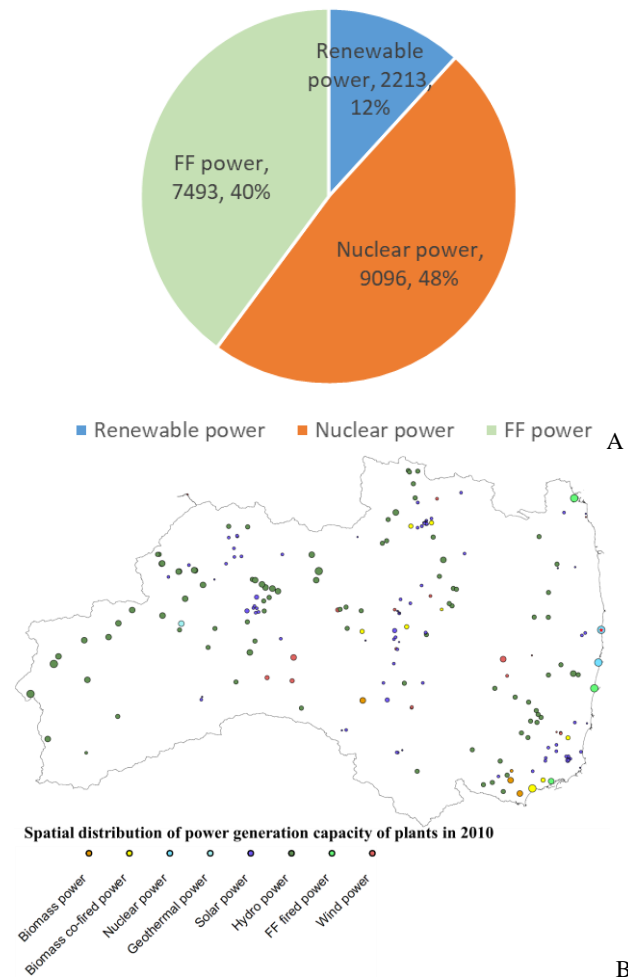 Renewable
power, 2213,
12%
FF power,
7493, 40%
Nuclear power,
9096, 48%
Renewable power Nuclear power FF power
A
Spatial distribution of power generation capacity of plants in 2010
Biomass power
Biomass co-fired power
Nuclear power
Geothermal power
Solar power
Hydro power
FF fired power
Wind power
B